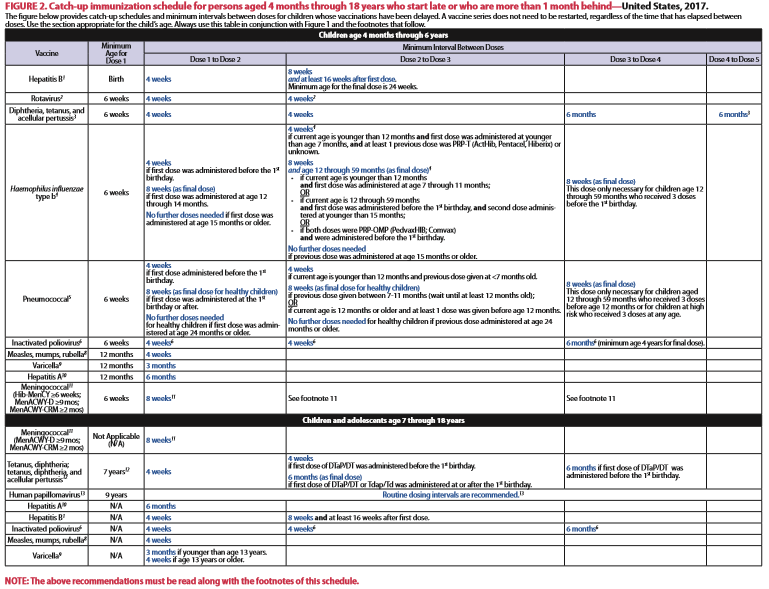 FIGURE 2. Catch-up immunization schedule for persons aged 4 months through 18 years who start late or who are more than 1 month behind—United States, 2017.
The figure below provides catch-up schedules and minimum intervals between doses for children whose vaccinations have been delayed. A vaccine series does not need to be restarted, regardless of the time that has elapsed between
doses. Use the section appropriate for the child's age. Always use this table in conjunction with Figure 1 and the footnotes that follow.
Children age 4 months through 6 years
Vaccine
Minimum
Age for
Dose 1
Minimum Interval Between Doses
Dose 1 to Dose 2
Dose 2 to Dose 3
Dose 3 to Dose 4
Dose 4 to Dose 5
Hepatitis B¹
Birth
4 weeks
8 weeks
and at least 16 weeks after first dose.
Minimum age for the final dose is 24 weeks.
Rotavirus²
6 weeks
4 weeks
4 weeks²
Diphtheria, tetanus, and
acellular pertussis³
6 weeks
4 weeks
4 weeks
6 months
6 months³
Haemophilus influenzae
type b⁴
6 weeks
4 weeks
if first dose was administered before the 1st
birthday.
8 weeks (as final dose)
if first dose was administered at age 12
through 14 months.
No further doses needed if first dose was
administered at age 15 months or older.
4 weeks⁴
if current age is younger than 12 months and first dose was administered at younger
than age 7 months, and at least 1 previous dose was PRP-T (ActHib, Pentacel, Hiberix) or
unknown.
8 weeks
and age 12 through 59 months (as final dose)⁴
- if current age is younger than 12 months
and first dose was administered at age 7 through 11 months;
OR
- if current age is 12 through 59 months
and first dose was administered before the 1st birthday, and second dose adminis-
tered at younger than 15 months;
OR
- if both doses were PRP-OMP (PedvaxHIB; Comvax)
and were administered before the 1st birthday.
No further doses needed
if previous dose was administered at age 15 months or older.
8 weeks (as final dose)
This dose only necessary for children age 12
through 59 months who received 3 doses
before the 1st birthday.
Pneumococcal⁵
6 weeks
4 weeks
if first dose administered before the 1st
birthday.
8 weeks (as final dose for healthy children)
if first dose was administered at the 1st
birthday or after.
No further doses needed
for healthy children if first dose was admin-
istered at age 24 months or older.
4 weeks
if current age is younger than 12 months and previous dose given at <7 months old.
8 weeks (as final dose for healthy children)
if previous dose given between 7-11 months (wait until at least 12 months old);
OR
if current age is 12 months or older and at least 1 dose was given before age 12 months.
No further doses needed for healthy children if previous dose administered at age 24
months or older.
8 weeks (as final dose)
This dose only necessary for children aged
12 through 59 months who received 3 doses
before age 12 months or for children at high
risk who received 3 doses at any age.
Inactivated poliovirus⁶
6 weeks
4 weeks⁶
4 weeks⁶
6 months⁶ (minimum age 4 years for final dose).
Measles, mumps, rubella⁸
12 months
4 weeks
Varicella⁹
12 months
3 months
Hepatitis A¹⁰
12 months
6 months
Meningococcal¹¹
(Hib-MenCY ≥6 weeks;
MenACWY-D ≥9 mos;
MenACWY-CRM ≥2 mos)
6 weeks
8 weeks¹¹
See footnote 11
See footnote 11
Children and adolescents age 7 through 18 years
Meningococcal¹¹
(MenACWY-D ≥9 mos;
MenACWY-CRM ≥2 mos)
Not Applicable
(N/A)
8 weeks¹¹
Tetanus, diphtheria;
tetanus, diphtheria, and
acellular pertussis¹²
7 years¹²
4 weeks
4 weeks
if first dose of DTaP/DT was administered before the 1st birthday.
6 months (as final dose)
if first dose of DTaP/DT or Tdap/Td was administered at or after the 1st birthday.
6 months if first dose of DTaP/DT was
administered before the 1st birthday.
Human papillomavirus¹³
9 years
Routine dosing intervals are recommended.¹³
Hepatitis A¹⁰
N/A
6 months
Hepatitis B¹
N/A
4 weeks
8 weeks and at least 16 weeks after first dose.
Inactivated poliovirus⁶
N/A
4 weeks
4 weeks⁶
6 months⁶
Measles, mumps, rubella⁸
N/A
4 weeks
Varicella⁹
N/A
3 months if younger than age 13 years.
4 weeks if age 13 years or older.
NOTE: The above recommendations must be read along with the footnotes of this schedule.